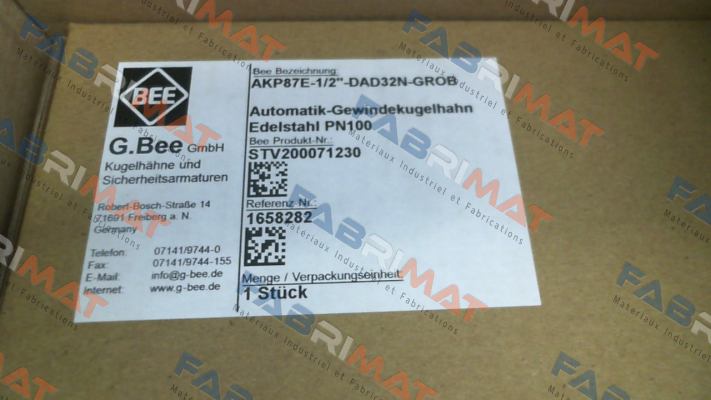 BEE
G.Bee GmbH
Kugelhähne und
Sicherheitsarmaturen
Robert-Bosch-Straße 14
71691 Freiberg a. N.
Germany
Telefon: 07141/9744-0
Fax: 07141/9744-155
E-Mail: info@g-bee.de
Internet: www.g-bee.de
Bee Bezeichnung:
AKP87E-1/2"-DAD32N-GROB
Automatik-Gewindekugelhahn
Edelstahl PN100
Bee Produkt-Nr.:
STV200071230
Referenz Nr.:
1658282
Menge / Verpackungseinheit:
1 Stück
FABRIMAT
Materiaux Industriel et Fabrications